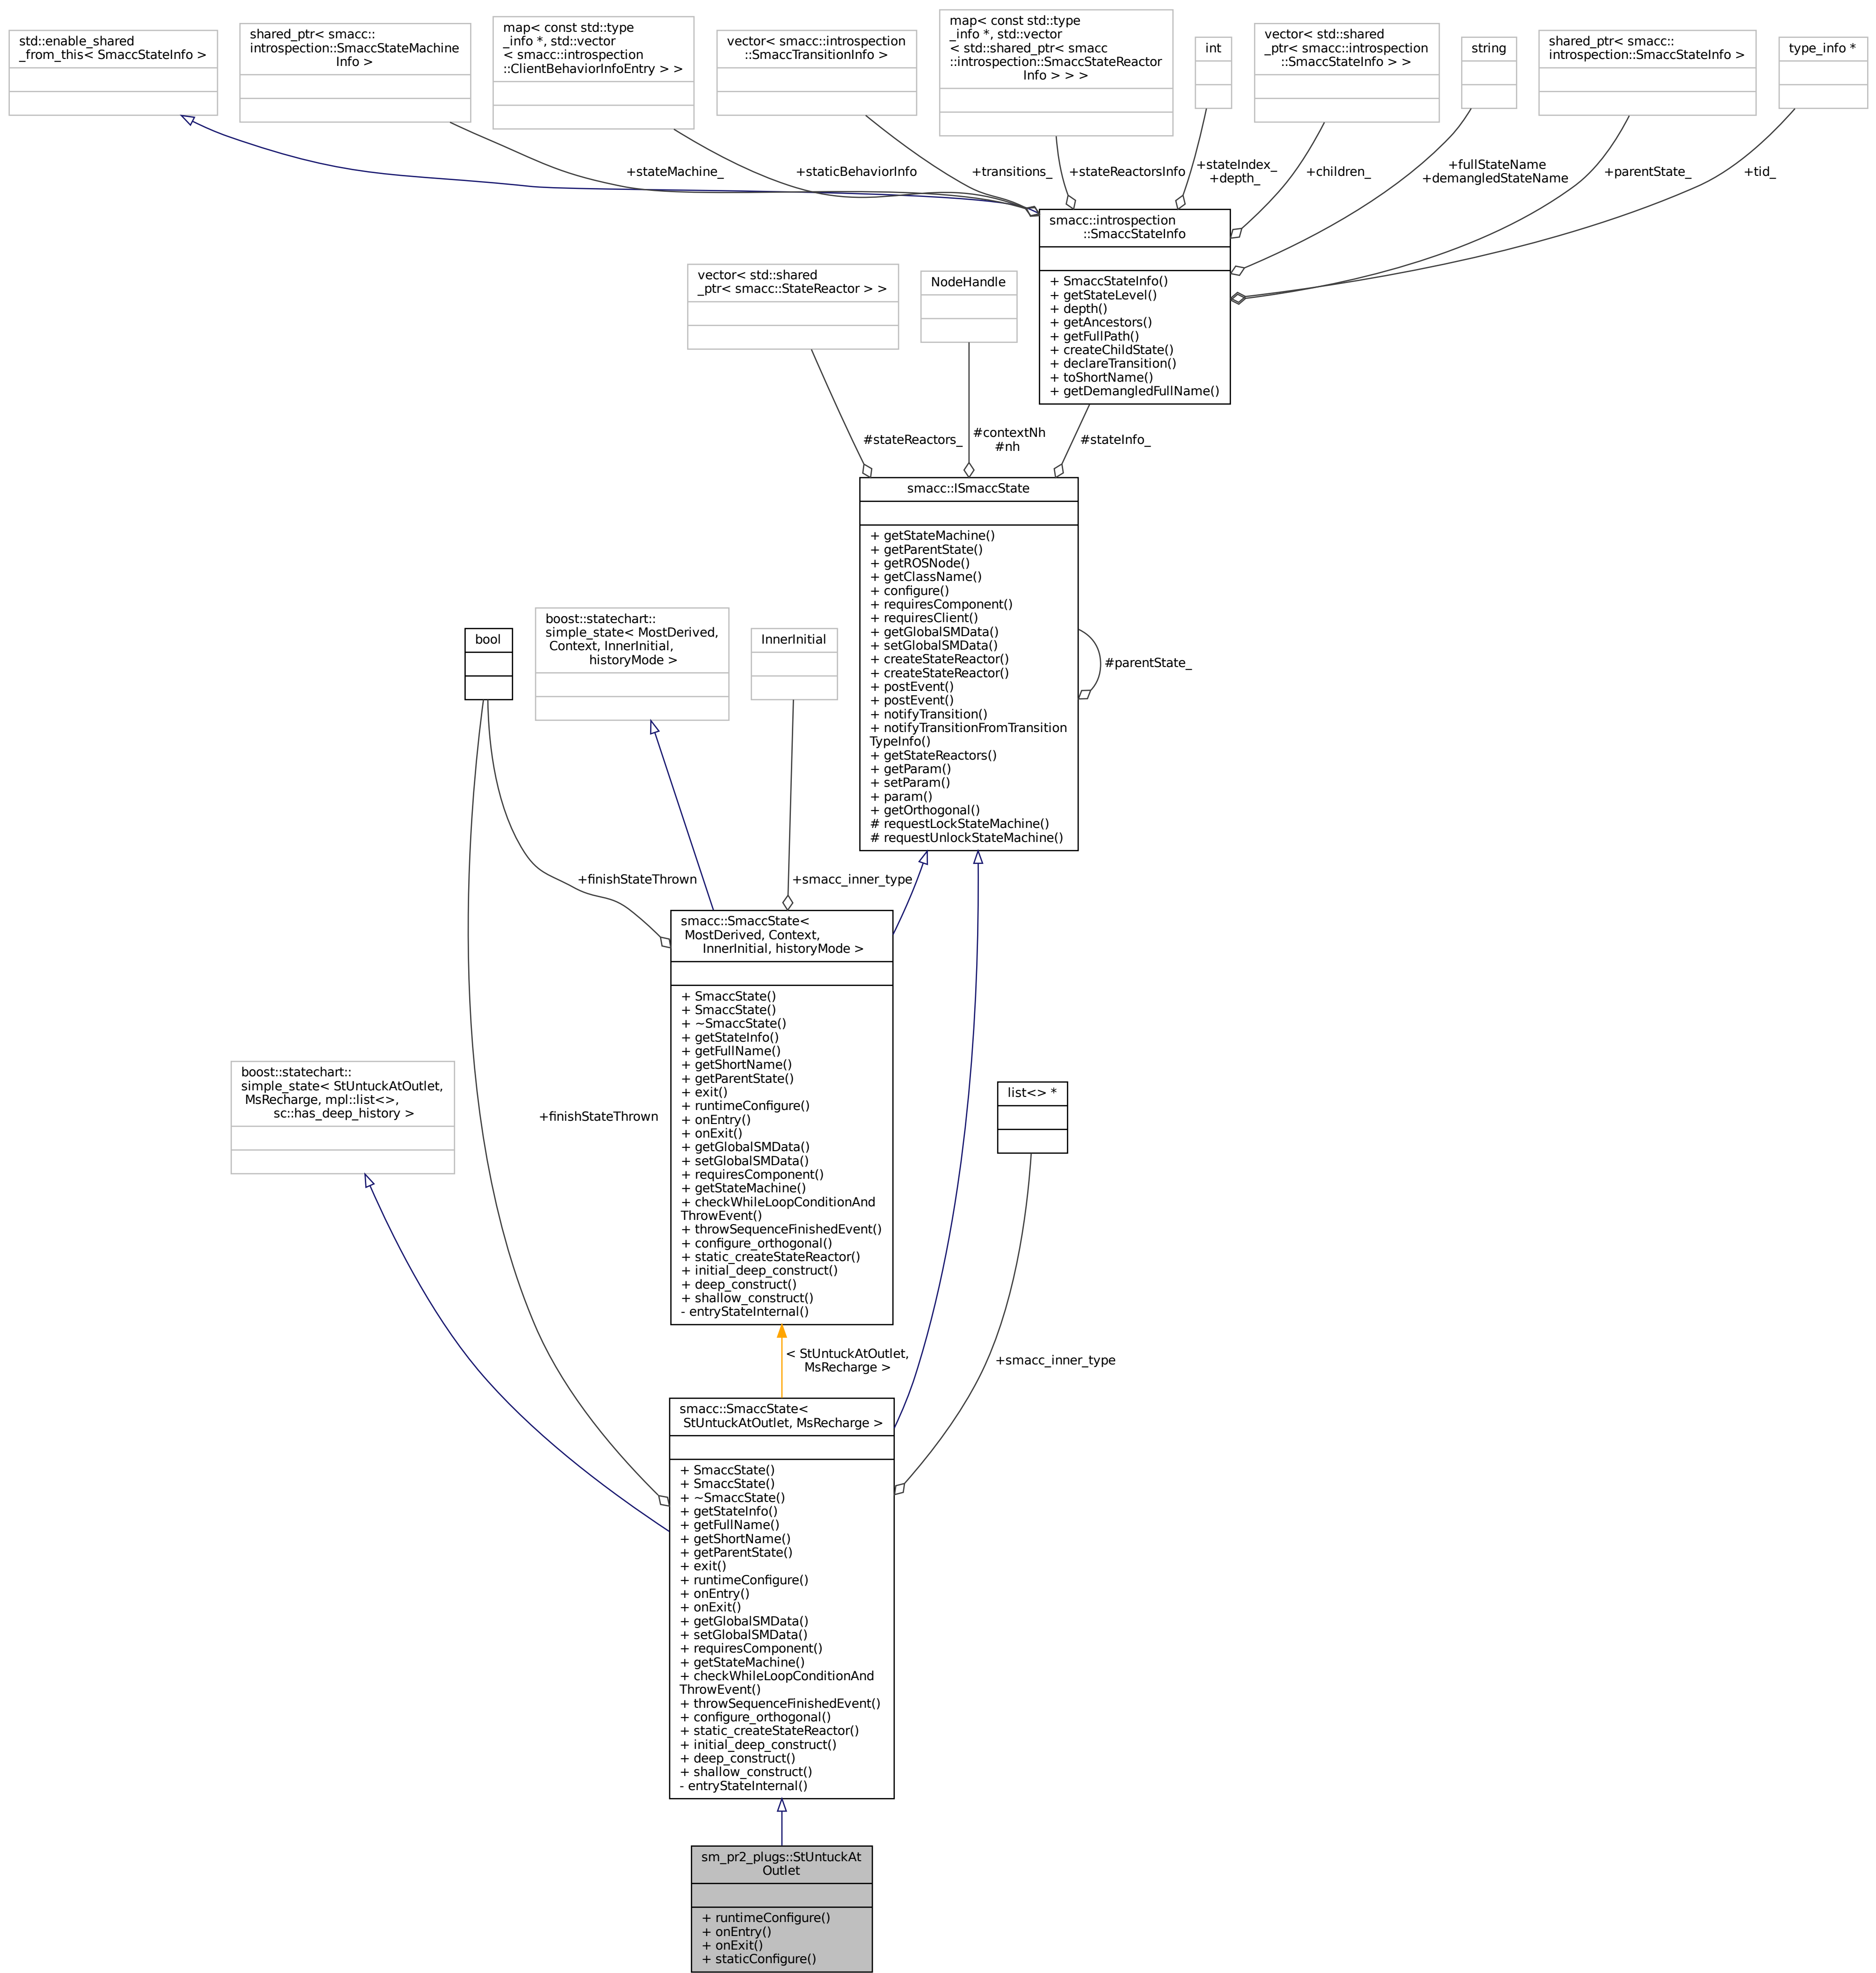 std::enable_shared
_from_this< SmaccStateInfo >
shared_ptr< smacc::
introspection::SmaccStateMachine
Info >
map< const std::type
_info *, std::vector
< smacc::introspection
::ClientBehaviorInfoEntry > >
vector< smacc::introspection
::SmaccTransitionInfo >
map< const std::type
_info *, std::vector
< std::shared_ptr< smacc
::introspection::SmaccStateReactor
Info > > >
int
vector< std::shared
_ptr< smacc::introspection
::SmaccStateInfo > >
string
shared_ptr< smacc::
introspection::SmaccStateInfo >
type_info *
+stateMachine_
+staticBehaviorInfo
+transitions_
+stateReactorsInfo
+stateIndex_
+depth_
+children_
+fullStateName
+demangledStateName
+parentState_
+tid_
smacc::introspection
::SmaccStateInfo
+ SmaccStateInfo()
+ getStateLevel()
+ depth()
+ getAncestors()
+ getFullPath()
+ createChildState()
+ declareTransition()
+ toShortName()
+ getDemangledFullName()
vector< std::shared
_ptr< smacc::StateReactor > >
NodeHandle
#stateReactors_
#contextNh
#nh
#stateInfo_
smacc::ISmaccState
+ getStateMachine()
+ getParentState()
+ getROSNode()
+ getClassName()
+ configure()
+ requiresComponent()
+ requiresClient()
+ getGlobalSMData()
+ setGlobalSMData()
+ createStateReactor()
+ createStateReactor()
+ postEvent()
+ postEvent()
+ notifyTransition()
+ notifyTransitionFromTransition
TypeInfo()
+ getStateReactors()
+ getParam()
+ setParam()
+ param()
+ getOrthogonal()
# requestLockStateMachine()
# requestUnlockStateMachine()
#parentState_
bool
boost::statechart::
simple_state< MostDerived,
Context, InnerInitial,
historyMode >
InnerInitial
+finishStateThrown
+smacc_inner_type
smacc::SmaccState<
MostDerived, Context,
InnerInitial, historyMode >
+ SmaccState()
+ SmaccState()
+ ~SmaccState()
+ getStateInfo()
+ getFullName()
+ getShortName()
+ getParentState()
+ exit()
+ runtimeConfigure()
+ onEntry()
+ onExit()
+ getGlobalSMData()
+ setGlobalSMData()
+ requiresComponent()
+ getStateMachine()
+ checkWhileLoopConditionAnd
ThrowEvent()
+ throwSequenceFinishedEvent()
+ configure_orthogonal()
+ static_createStateReactor()
+ initial_deep_construct()
+ deep_construct()
+ shallow_construct()
- entryStateInternal()
boost::statechart::
simple_state< StUntuckAtOutlet,
MsRecharge, mpl::list<>,
sc::has_deep_history >
+finishStateThrown
list<> *
< StUntuckAtOutlet,
MsRecharge >
+smacc_inner_type
smacc::SmaccState<
StUntuckAtOutlet, MsRecharge >
+ SmaccState()
+ SmaccState()
+ ~SmaccState()
+ getStateInfo()
+ getFullName()
+ getShortName()
+ getParentState()
+ exit()
+ runtimeConfigure()
+ onEntry()
+ onExit()
+ getGlobalSMData()
+ setGlobalSMData()
+ requiresComponent()
+ getStateMachine()
+ checkWhileLoopConditionAnd
ThrowEvent()
+ throwSequenceFinishedEvent()
+ configure_orthogonal()
+ static_createStateReactor()
+ initial_deep_construct()
+ deep_construct()
+ shallow_construct()
- entryStateInternal()
sm_pr2_plugs::StUntuckAt
Outlet
+ runtimeConfigure()
+ onEntry()
+ onExit()
+ staticConfigure()